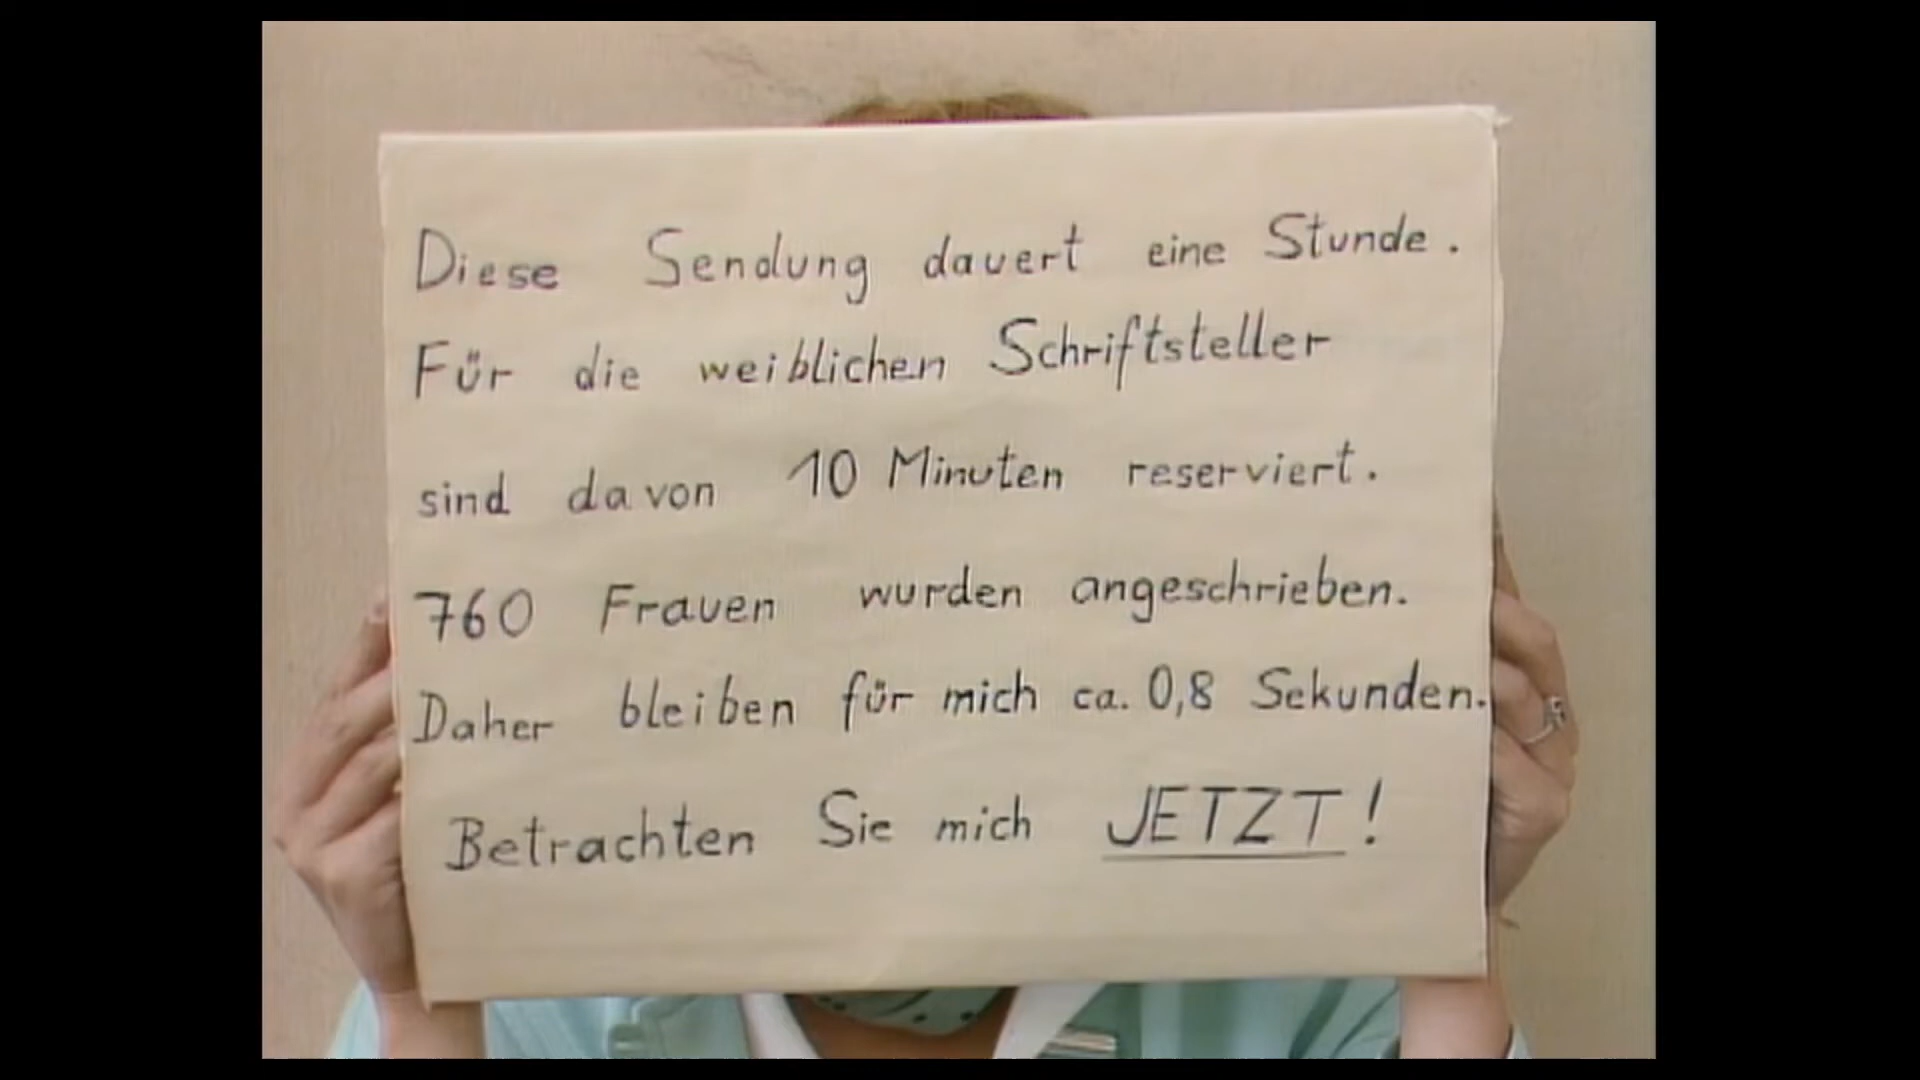 Diese Sendung dauert eine Stunde.
Für die weiblichen Schriftsteller
sind davon 10 Minuten reserviert.
760 Frauen wurden angeschrieben.
Daher bleiben für mich ca. 0,8 Sekunden.
Betrachten Sie mich JETZT!